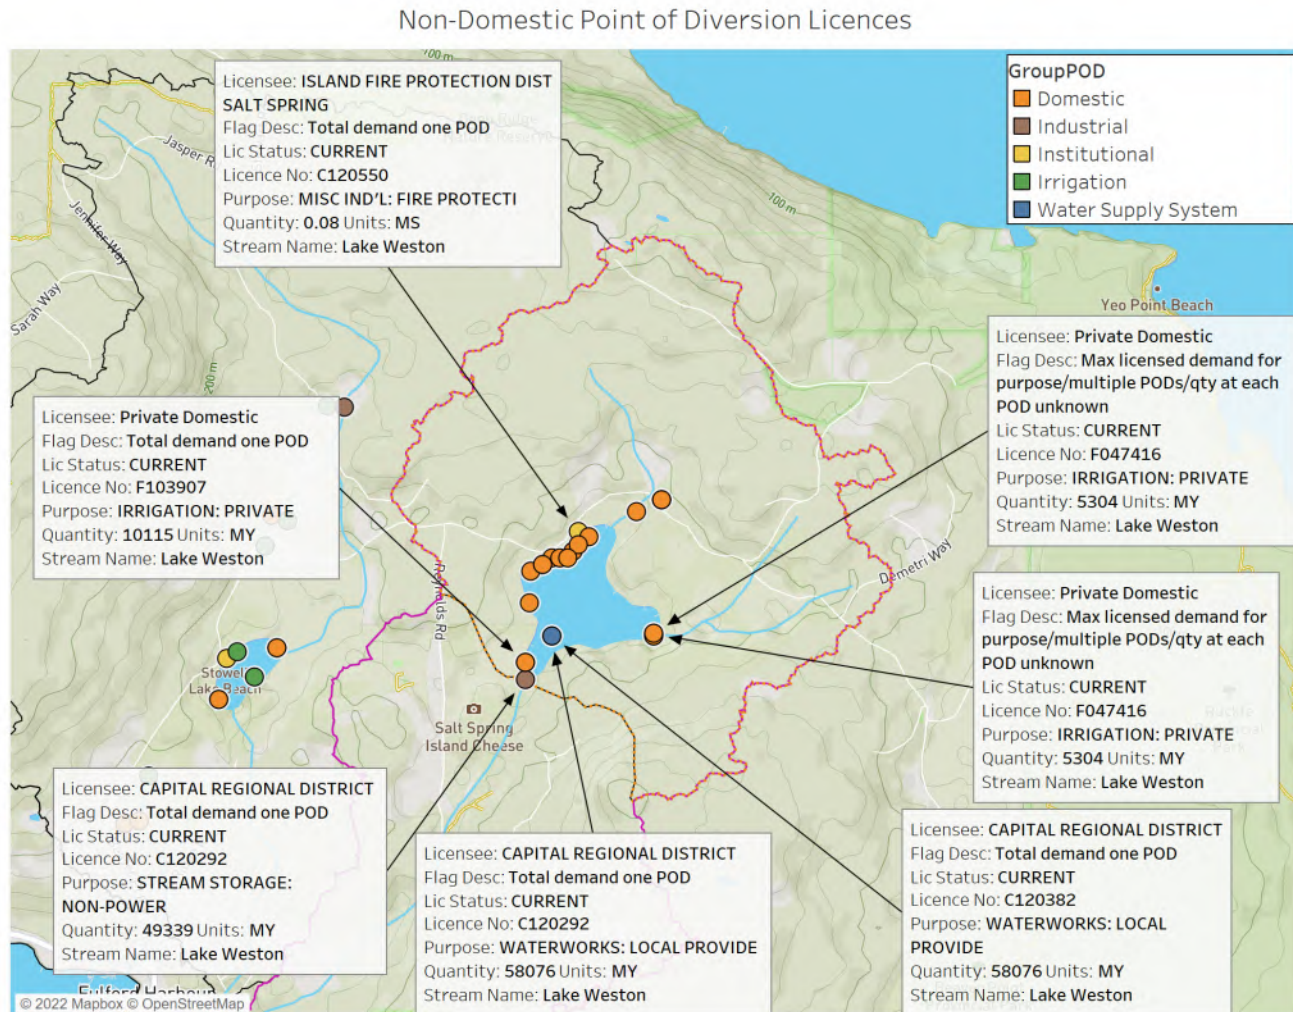 Non-Domestic Point of Diversion Licences
100 m
Licensee: ISLAND FIRE PROTECTION DIST
SALT SPRING
Flag Desc: Total demand one POD
Lic Status: CURRENT
Licence No: C120550
Purpose: MISC IND'L: FIRE PROTECTI
Quantity: 0.08 Units: MS
Stream Name: Lake Weston
GroupPOD
Domestic
Industrial
Institutional
Irrigation
Water Supply System
Jasper R
Jennifer Way
Sarah Way
100 m
200 m
Yeo Point Beach
Licensee: Private Domestic
Flag Desc: Max licensed demand for
purpose/multiple PODs/qty at each
POD unknown
Lic Status: CURRENT
Licence No: F047416
Purpose: IRRIGATION: PRIVATE
Quantity: 5304 Units: MY
Stream Name: Lake Weston
Licensee: Private Domestic
Flag Desc: Total demand one POD
Lic Status: CURRENT
Licence No: F103907
Purpose: IRRIGATION: PRIVATE
Quantity: 10115 Units: MY
Stream Name: Lake Weston
Reynolds Rd
Demetri Way
Licensee: Private Domestic
Flag Desc: Max licensed demand for
purpose/multiple PODs/qty at each
POD unknown
Lic Status: CURRENT
Licence No: F047416
Purpose: IRRIGATION: PRIVATE
Quantity: 5304 Units: MY
Stream Name: Lake Weston
Stowell
Lake Beach
Salt Spring
Island Cheese
Licensee: CAPITAL REGIONAL DISTRICT
Flag Desc: Total demand one POD
Lic Status: CURRENT
Licence No: C120292
Purpose: STREAM STORAGE:
NON-POWER
Quantity: 49339 Units: MY
Stream Name: Lake Weston
Licensee: CAPITAL REGIONAL DISTRICT
Flag Desc: Total demand one POD
Lic Status: CURRENT
Licence No: C120292
Purpose: WATERWORKS: LOCAL PROVIDE
Quantity: 58076 Units: MY
Stream Name: Lake Weston
Licensee: CAPITAL REGIONAL DISTRICT
Flag Desc: Total demand one POD
Lic Status: CURRENT
Licence No: C120382
Purpose: WATERWORKS: LOCAL
PROVIDE
Quantity: 58076 Units: MY
Stream Name: Lake Weston
Fulford Harbour
© 2022 Mapbox © OpenStreetMap